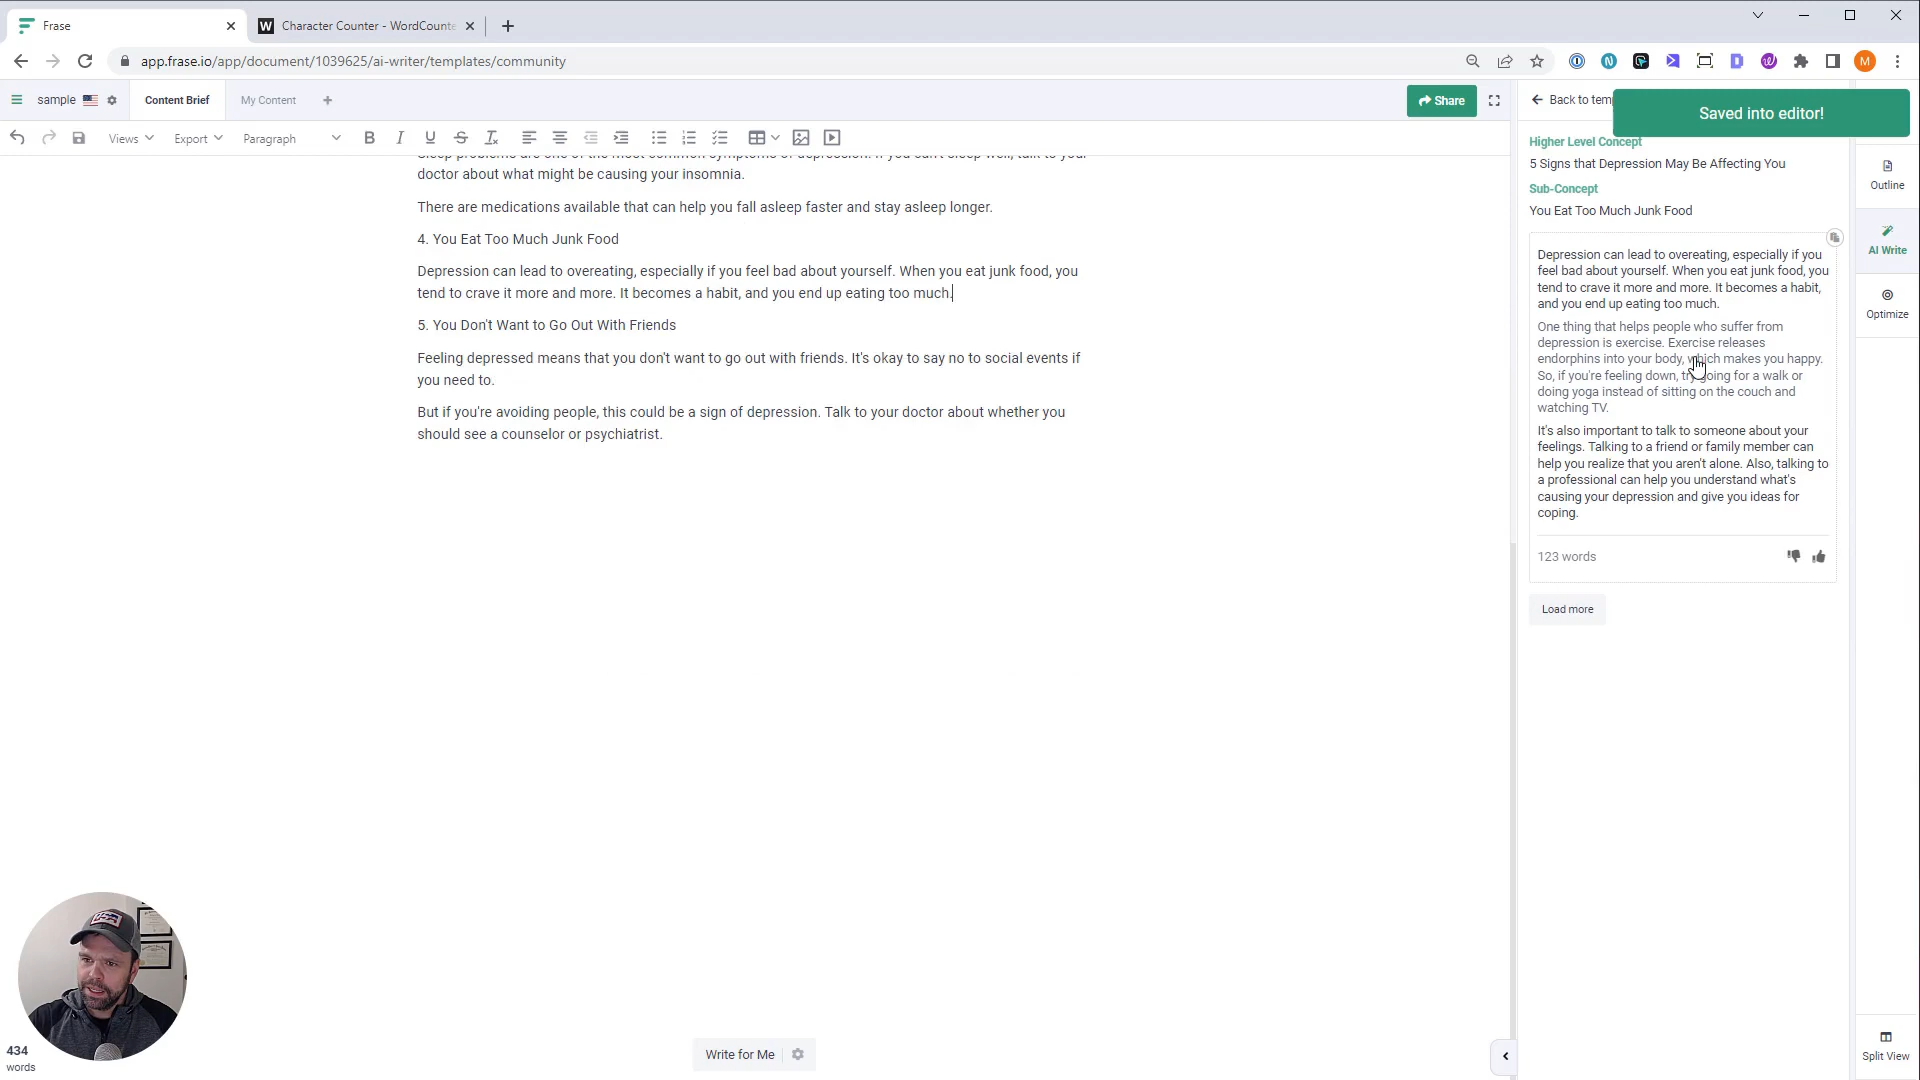 Frase
W Character Counter - WordCounte
app.frase.io/app/document/1039625/ai-writer/templates/community
M
sample
Content Brief
My Content
Share
Back to temp
Saved into editor!
Views
Export
Paragraph
doctor about what might be causing your insomnia.
There are medications available that can help you fall asleep faster and stay asleep longer.
4. You Eat Too Much Junk Food
Depression can lead to overeating, especially if you feel bad about yourself. When you eat junk food, you
tend to crave it more and more. It becomes a habit, and you end up eating too much.
5. You Don't Want to Go Out With Friends
Feeling depressed means that you don't want to go out with friends. It's okay to say no to social events if
you need to.
But if you're avoiding people, this could be a sign of depression. Talk to your doctor about whether you
should see a counselor or psychiatrist.
Higher Level Concept
5 Signs that Depression May Be Affecting You
Sub-Concept
You Eat Too Much Junk Food
Depression can lead to overeating, especially if you
feel bad about yourself. When you eat junk food, you
tend to crave it more and more. It becomes a habit,
and you end up eating too much.
One thing that helps people who suffer from
depression is exercise. Exercise releases
endorphins into your body, which makes you happy.
So, if you're feeling down, try going for a walk or
doing yoga instead of sitting on the couch and
watching TV.
It's also important to talk to someone about your
feelings. Talking to a friend or family member can
help you realize that you aren't alone. Also, talking to
a professional can help you understand what's
causing your depression and give you ideas for
coping.
123 words
Load more
Outline
AI Write
Optimize
Split View
434
words
Write for Me